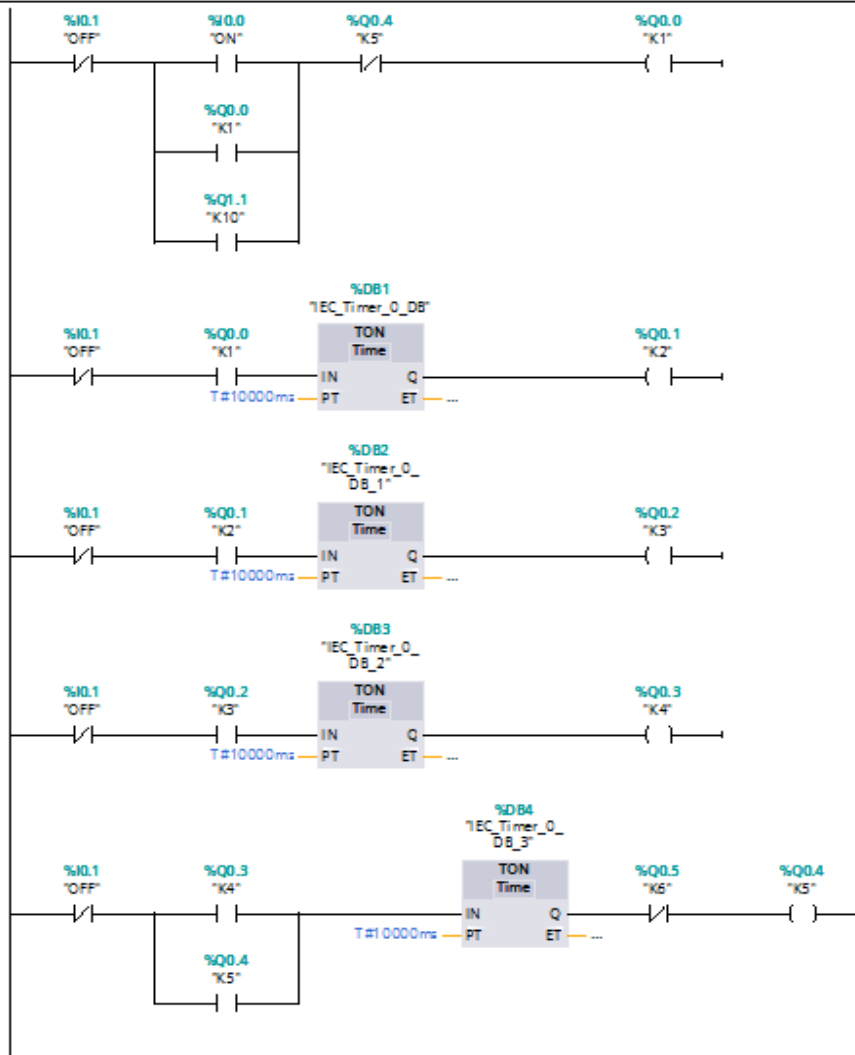 %I0.1 %I0.0 %Q0.4 %Q0.0
"OFF" "ON" "K5" "K1"
%Q0.0
"K1"
%Q1.1
"K10"
%DB1
"IEC_Timer_0_DB"
%I0.1 %Q0.0 TON %Q0.1
"OFF" "K1" Time "K2"
IN Q
T#10000ms PT ET ...
%DB2
"IEC_Timer_0_
DB_1"
%I0.1 %Q0.1 TON %Q0.2
"OFF" "K2" Time "K3"
IN Q
T#10000ms PT ET ...
%DB3
"IEC_Timer_0_
DB_2"
%I0.1 %Q0.2 TON %Q0.3
"OFF" "K3" Time "K4"
IN Q
T#10000ms PT ET ...
%DB4
"IEC_Timer_0_
DB_3"
%I0.1 %Q0.3 TON %Q0.5 %Q0.4
"OFF" "K4" Time "K6" "K5"
IN Q
T#10000ms PT ET ...
%Q0.4
"K5"